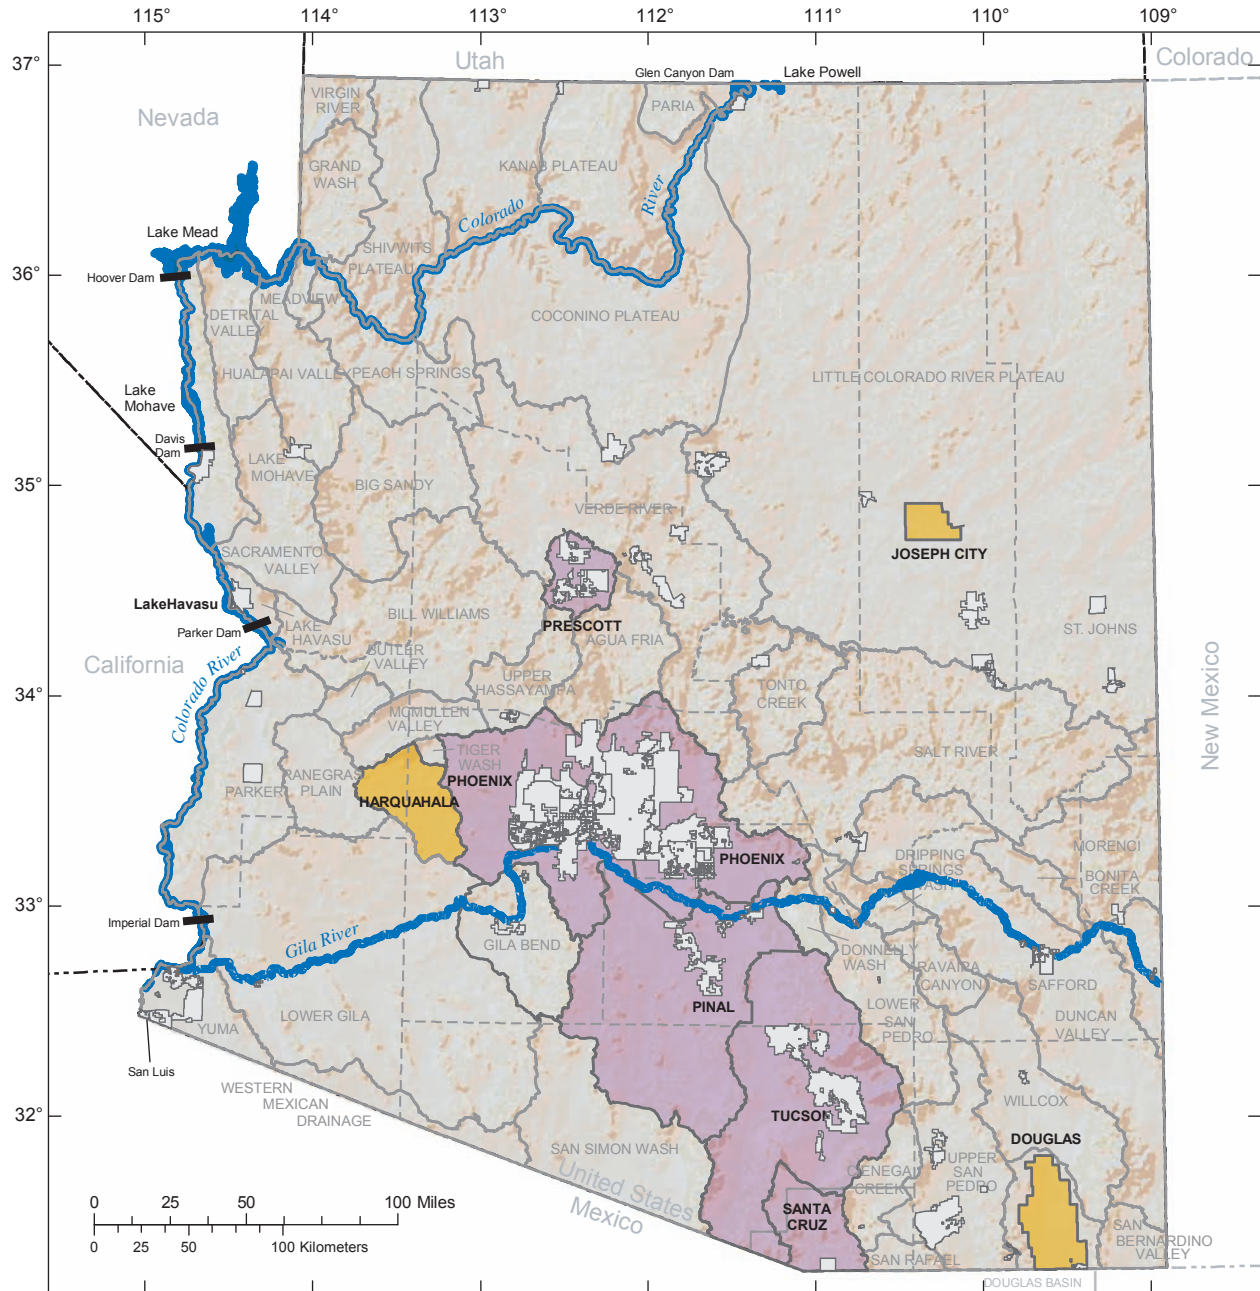 115°
114
113
112
111
110
109
37°
36°
35°
34°
33°
32°
Utah
Colorado
Glen Canyon Dam
Lake Powell
Nevada
VIRGIN
RIVER
PARIA
GRAND
WASH
KANAB PLATEAU
River
Colorado
Lake Mead
SHIVWITS
PLATEAU
Hoover Dam
MEADVIEW
DETRITAL
VALLEY
COCONINO PLATEAU
HUALAPAI VALLEY
PEACH SPRINGS
LITTLE COLORADO RIVER PLATEAU
Lake
Mohave
Davis
Dam
LAKE
MOHAVE
BIG SANDY
VERDE RIVER
JOSEPH CITY
SACRAMENTO
VALLEY
LakeHavasu
BILL WILLIAMS
PRESCOTT
AGUA FRIA
ST. JOHNS
Parker Dam
LAKE
HAVASU
California
BUTLER
VALLEY
Colorado River
UPPER
HASSAYAMPA
TONTO
CREEK
New Mexico
MCMULLEN
VALLEY
SALT RIVER
TIGER
WASH
PHOENIX
RANEGRAS
PLAIN
PARKER
HARQUAHALA
PHOENIX
DRIPPING
SPRINGS
WASH
MORENCI
BONITA
CREEK
Imperial Dam
Gila River
GILA BEND
DONNELLY
WASH
ARAVAIPA
CANYON
SAFFORD
PINAL
LOWER
SAN
PEDRO
DUNCAN
VALLEY
YUMA
LOWER GILA
San Luis
WESTERN
MEXICAN
DRAINAGE
TUCSON
WILLCOX
DOUGLAS
SAN SIMON WASH
UPPER
SAN
PEDRO
CIENEGA
CREEK
United States
Mexico
SANTA
CRUZ
SAN
BERNARDINO
VALLEY
SAN RAFAEL
DOUGLAS BASIN
0 25 50 100 Miles
0 25 50 100 Kilometers